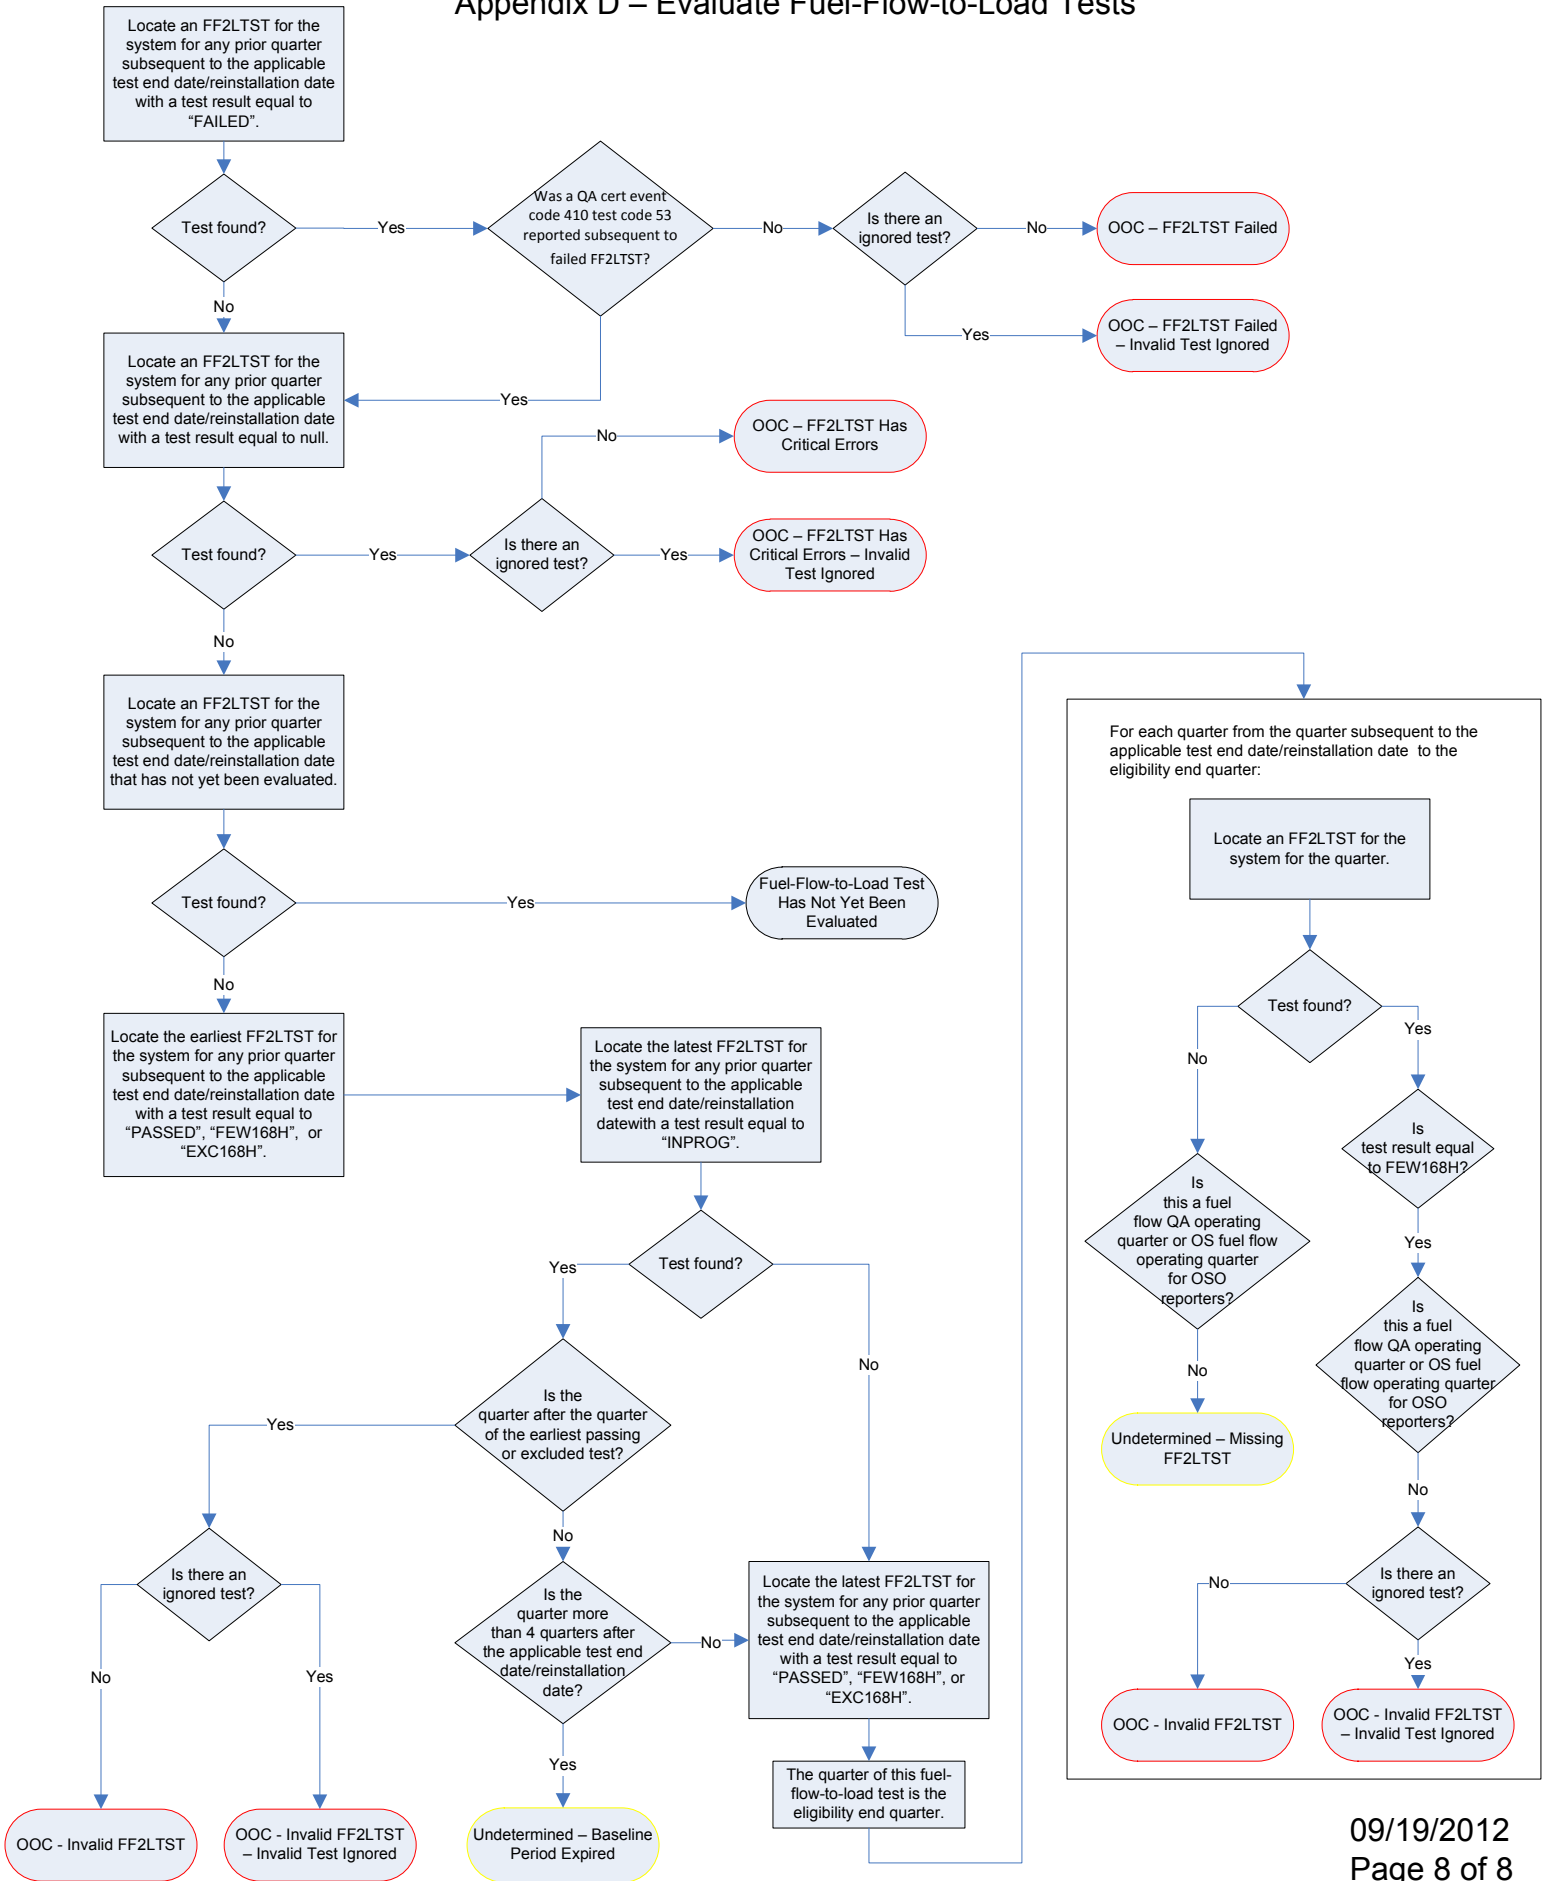 Appendix D – Evaluate Fuel-Flow-to-Load Tests
Locate an FF2LTST for the
system for any prior quarter
subsequent to the applicable
test end date/reinstallation date
with a test result equal to
“FAILED”.
Test found?
Yes
Was a QA cert event
code 410 test code 53
reported subsequent to
failed FF2LTST?
No
Is there an
ignored test?
No
OOC – FF2LTST Failed
Yes
OOC – FF2LTST Failed
– Invalid Test Ignored
No
Yes
Locate an FF2LTST for the
system for any prior quarter
subsequent to the applicable
test end date/reinstallation date
with a test result equal to null.
Test found?
Yes
Is there an
ignored test?
No
OOC – FF2LTST Has
Critical Errors
Yes
OOC – FF2LTST Has
Critical Errors – Invalid
Test Ignored
No
Locate an FF2LTST for the
system for any prior quarter
subsequent to the applicable
test end date/reinstallation date
that has not yet been evaluated.
Test found?
Yes
Fuel-Flow-to-Load Test
Has Not Yet Been
Evaluated
No
Locate the earliest FF2LTST for
the system for any prior quarter
subsequent to the applicable
test end date/reinstallation date
with a test result equal to
“PASSED”, “FEW168H”, or
“EXC168H”.
Locate the latest FF2LTST for
the system for any prior quarter
subsequent to the applicable
test end date/reinstallation
datewith a test result equal to
“INPROG”.
Test found?
Yes
No
Is the
quarter after the quarter
of the earliest passing
or excluded test?
Yes
No
Is there an
ignored test?
No
Yes
OOC - Invalid FF2LTST
OOC - Invalid FF2LTST
– Invalid Test Ignored
Is the
quarter more
than 4 quarters after
the applicable test end
date/reinstallation
date?
No
Yes
Undetermined – Baseline
Period Expired
Locate the latest FF2LTST for
the system for any prior quarter
subsequent to the applicable
test end date/reinstallation date
with a test result equal to
“PASSED”, “FEW168H”, or
“EXC168H”.
The quarter of this fuel-
flow-to-load test is the
eligibility end quarter.
For each quarter from the quarter subsequent to the
applicable test end date/reinstallation date to the
eligibility end quarter:
Locate an FF2LTST for the
system for the quarter.
Test found?
No
Yes
Is
this a fuel
flow QA operating
quarter or OS fuel flow
operating quarter
for OSO
reporters?
No
Undetermined – Missing
FF2LTST
Is
test result equal
to FEW168H?
Yes
Is
this a fuel
flow QA operating
quarter or OS fuel
flow operating quarter
for OSO
reporters?
No
Is there an
ignored test?
No
Yes
OOC - Invalid FF2LTST
OOC - Invalid FF2LTST
– Invalid Test Ignored
09/19/2012
Page 8 of 8